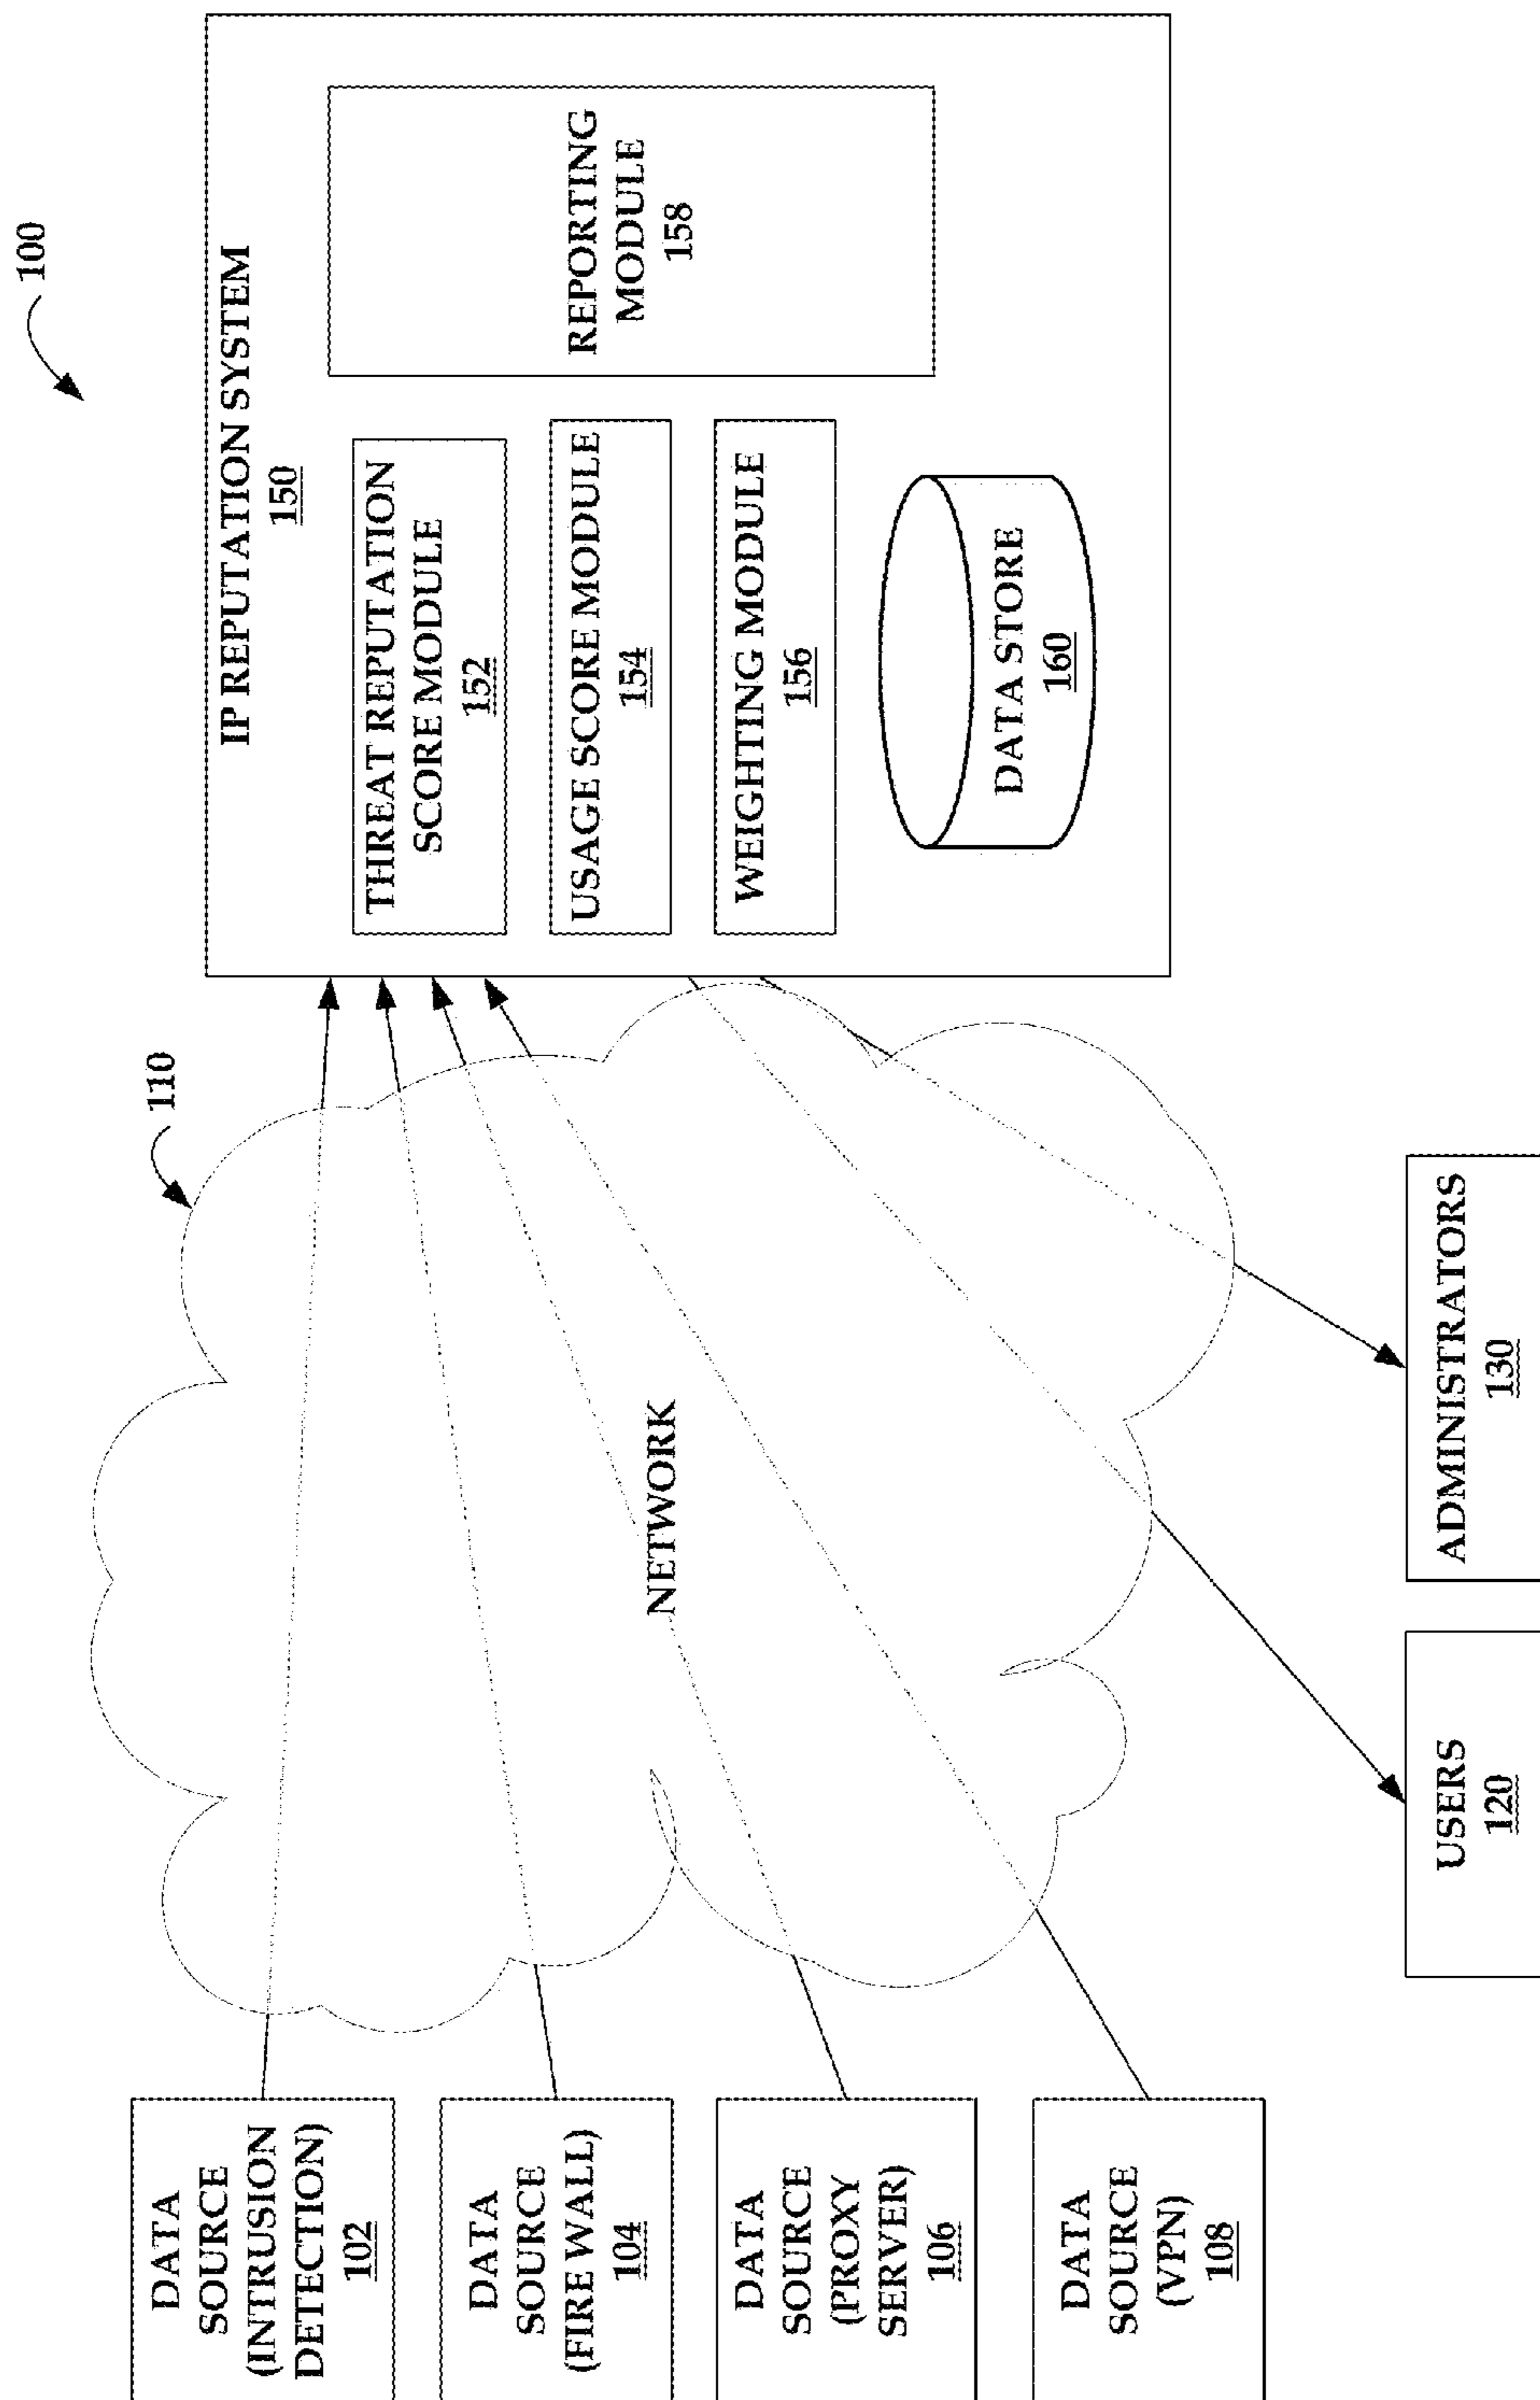 100
IP REPUTATION SYSTEM
150
THREAT REPUTATION
SCORE MODULE
152
USAGE SCORE MODULE
154
WEIGHTING MODULE
156
DATA STORE
160
REPORTING
MODULE
158
110
NETWORK
DATA
SOURCE
(INTRUSION
DETECTION)
102
DATA
SOURCE
(FIRE WALL)
104
DATA
SOURCE
(PROXY
SERVER)
106
DATA
SOURCE
(VPN)
108
USERS
120
ADMINISTRATORS
130